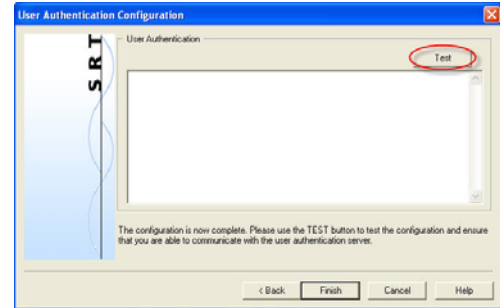 User Authentication Configuration
SRT
User Authentication
Test
The configuration is now complete. Please use the TEST button to test the configuration and ensure
that you are able to communicate with the user authentication server.
< Back
Finish
Cancel
Help